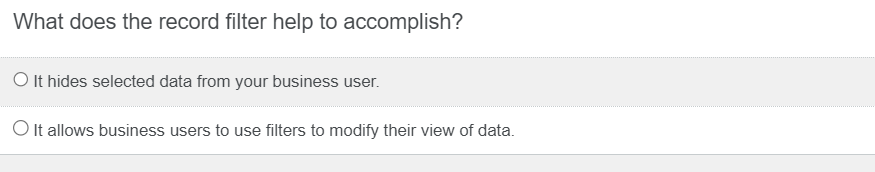 What does the record filter help to accomplish?
It hides selected data from your business user.
It allows business users to use filters to modify their view of data.